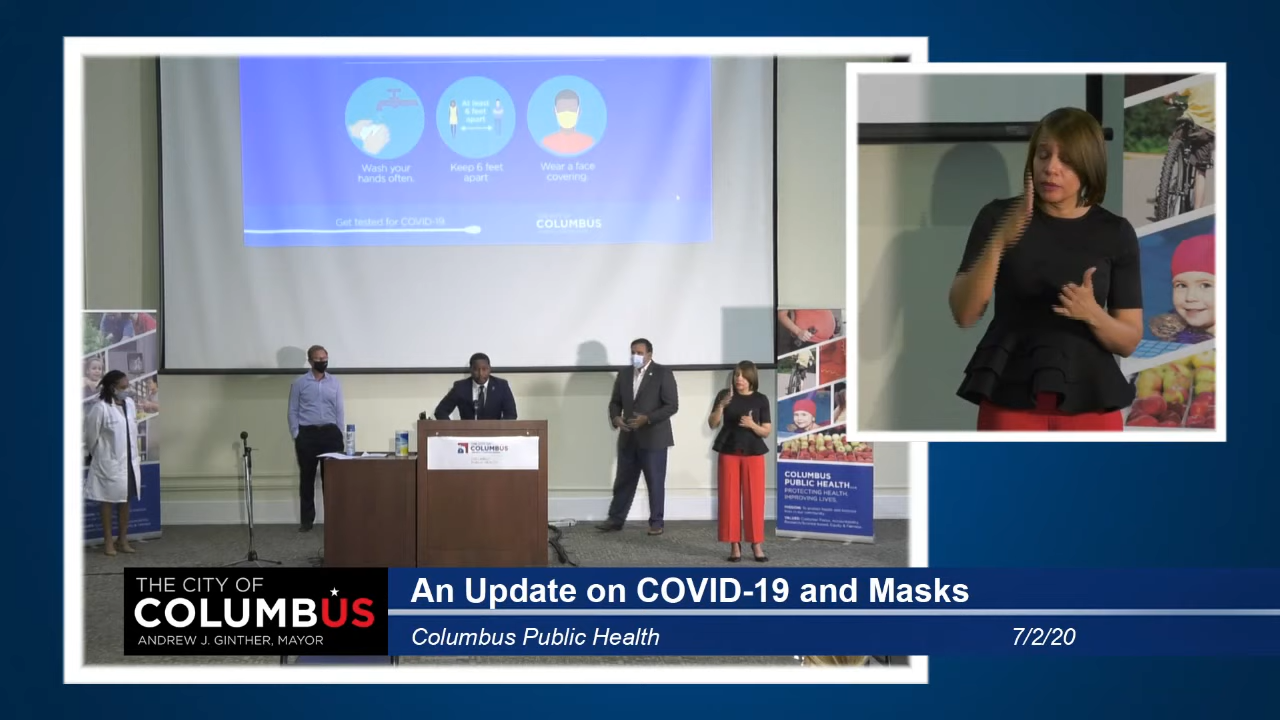 At least
6 feet
apart
Wash your
hands often.
Keep 6 feet
apart.
Wear a face
covering.
Get tested for COVID-19
COLUMBUS
COLUMBUS
COLUMBUS
PUBLIC HEALTH...
PROTECTING HEALTH,
IMPROVING LIVES.
THE CITY OF
COLUMBUS
ANDREW J. GINTHER, MAYOR
An Update on COVID-19 and Masks
Columbus Public Health
7/2/20